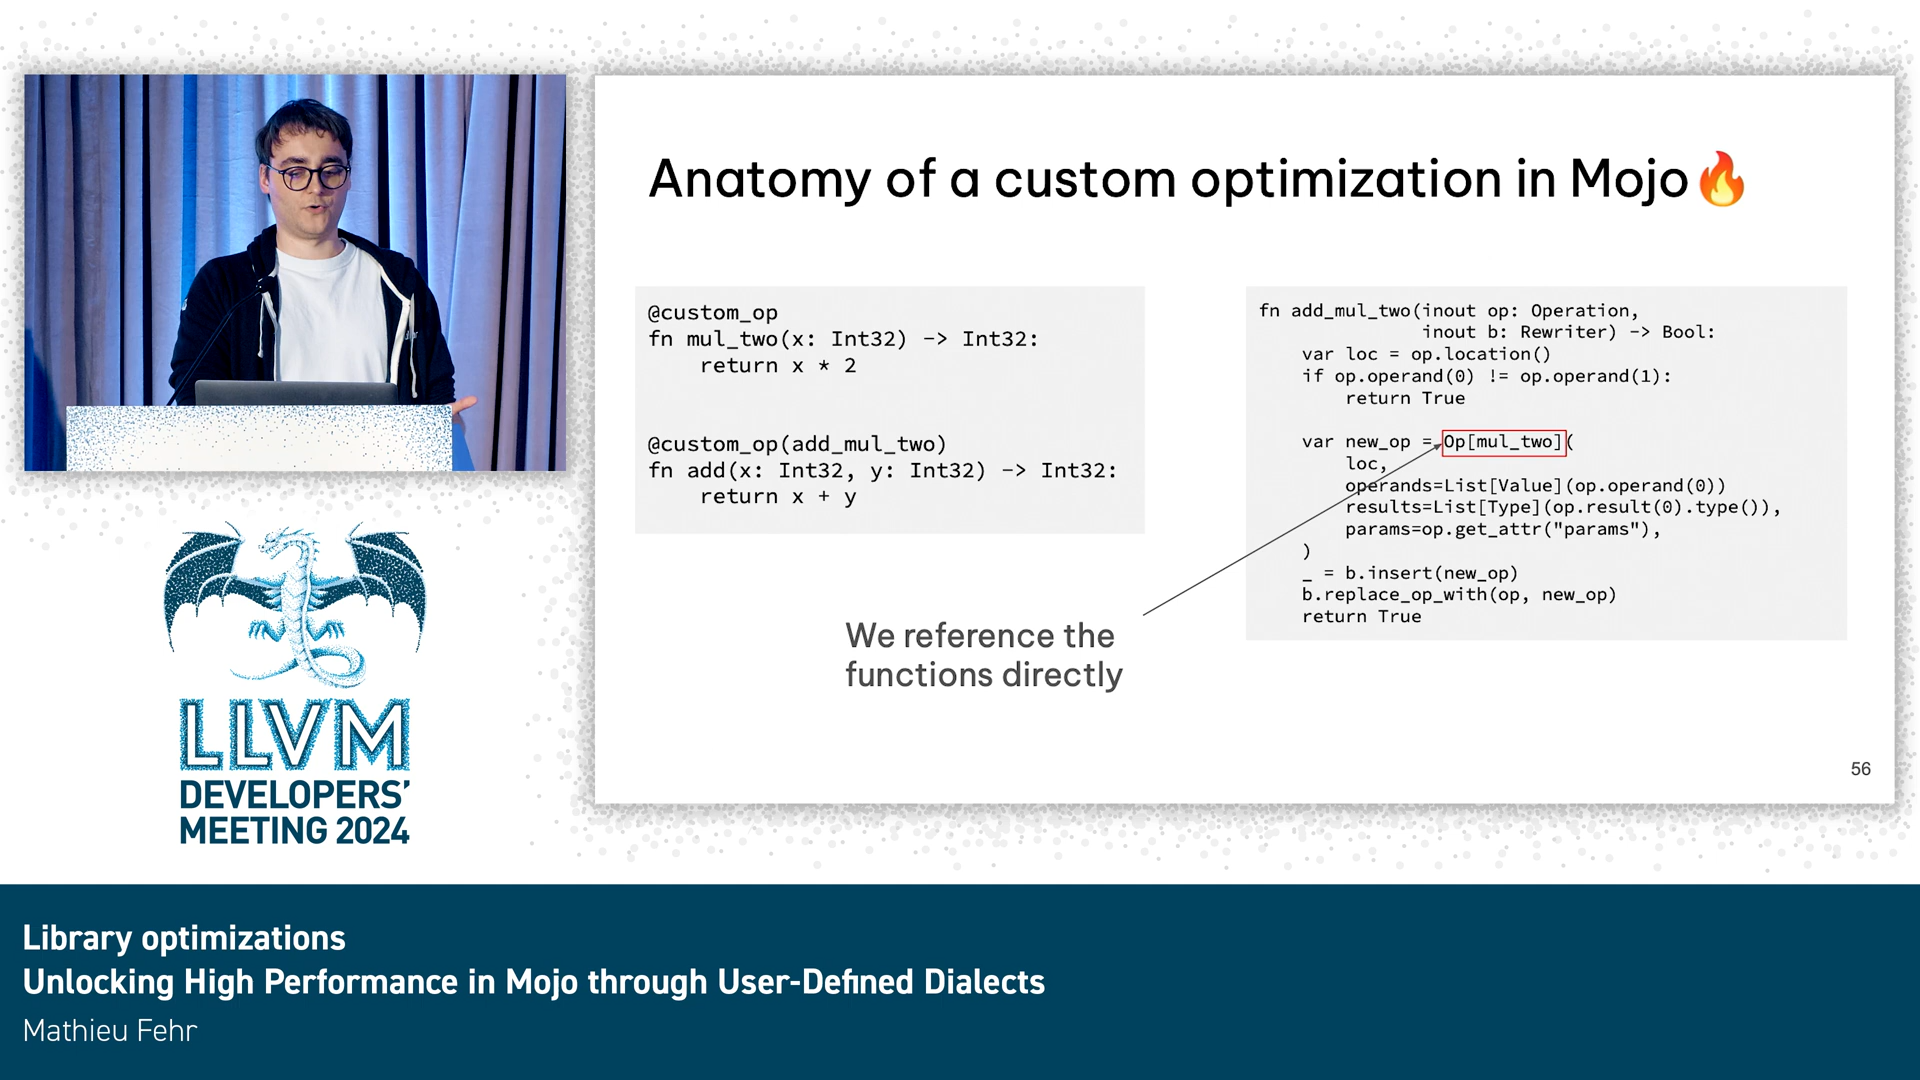 Anatomy of a custom optimization in Mojo🔥
@custom_op
fn mul_two(x: Int32) -> Int32:
    return x * 2
@custom_op(add_mul_two)
fn add(x: Int32, y: Int32) -> Int32:
    return x + y
fn add_mul_two(inout op: Operation,
               inout b: Rewriter) -> Bool:
    var loc = op.location()
    if op.operand(0) != op.operand(1):
        return True
    var new_op = Op[mul_two](
        loc,
        operands=List[Value](op.operand(0))
        results=List[Type](op.result(0).type()),
        params=op.get_attr("params"),
    )
    _ = b.insert(new_op)
    b.replace_op_with(op, new_op)
    return True
We reference the
functions directly
56
LLVM
DEVELOPERS'
MEETING 2024
Library optimizations
Unlocking High Performance in Mojo through User-Defined Dialects
Mathieu Fehr